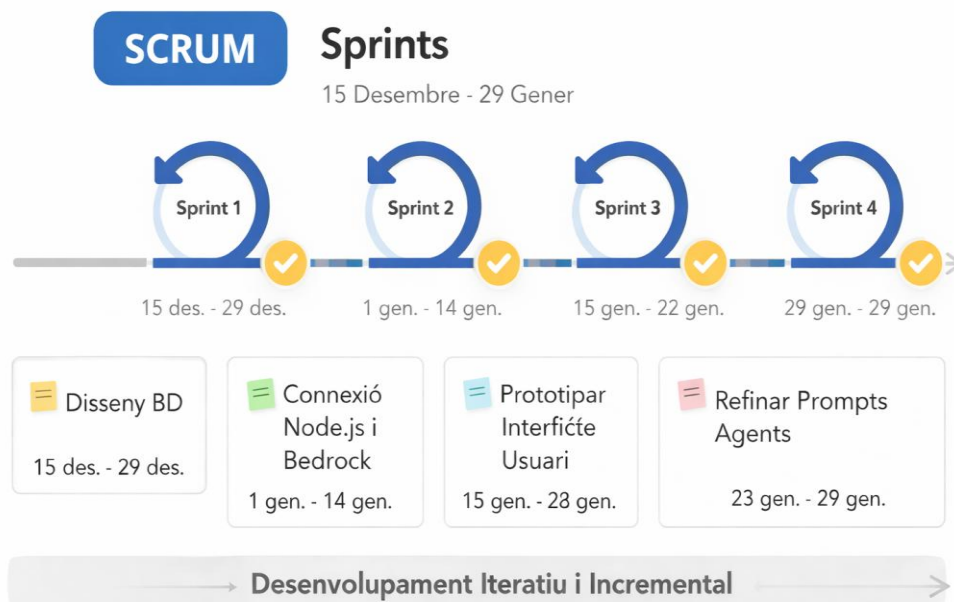 SCRUM
Sprints
15 Desembre - 29 Gener
Sprint 1
Sprint 2
Sprint 3
Sprint 4
15 des. - 29 des.
1 gen. - 14 gen.
15 gen. - 22 gen.
29 gen. - 29 gen.
Disseny BD
15 des. - 29 des.
Connexió
Node.js i
Bedrock
1 gen. - 14 gen.
Prototipar
Interfićte
Usuari
15 gen. - 28 gen.
Refinar Prompts
Agents
23 gen. - 29 gen.
Desenvolupament Iteratiu i Incremental